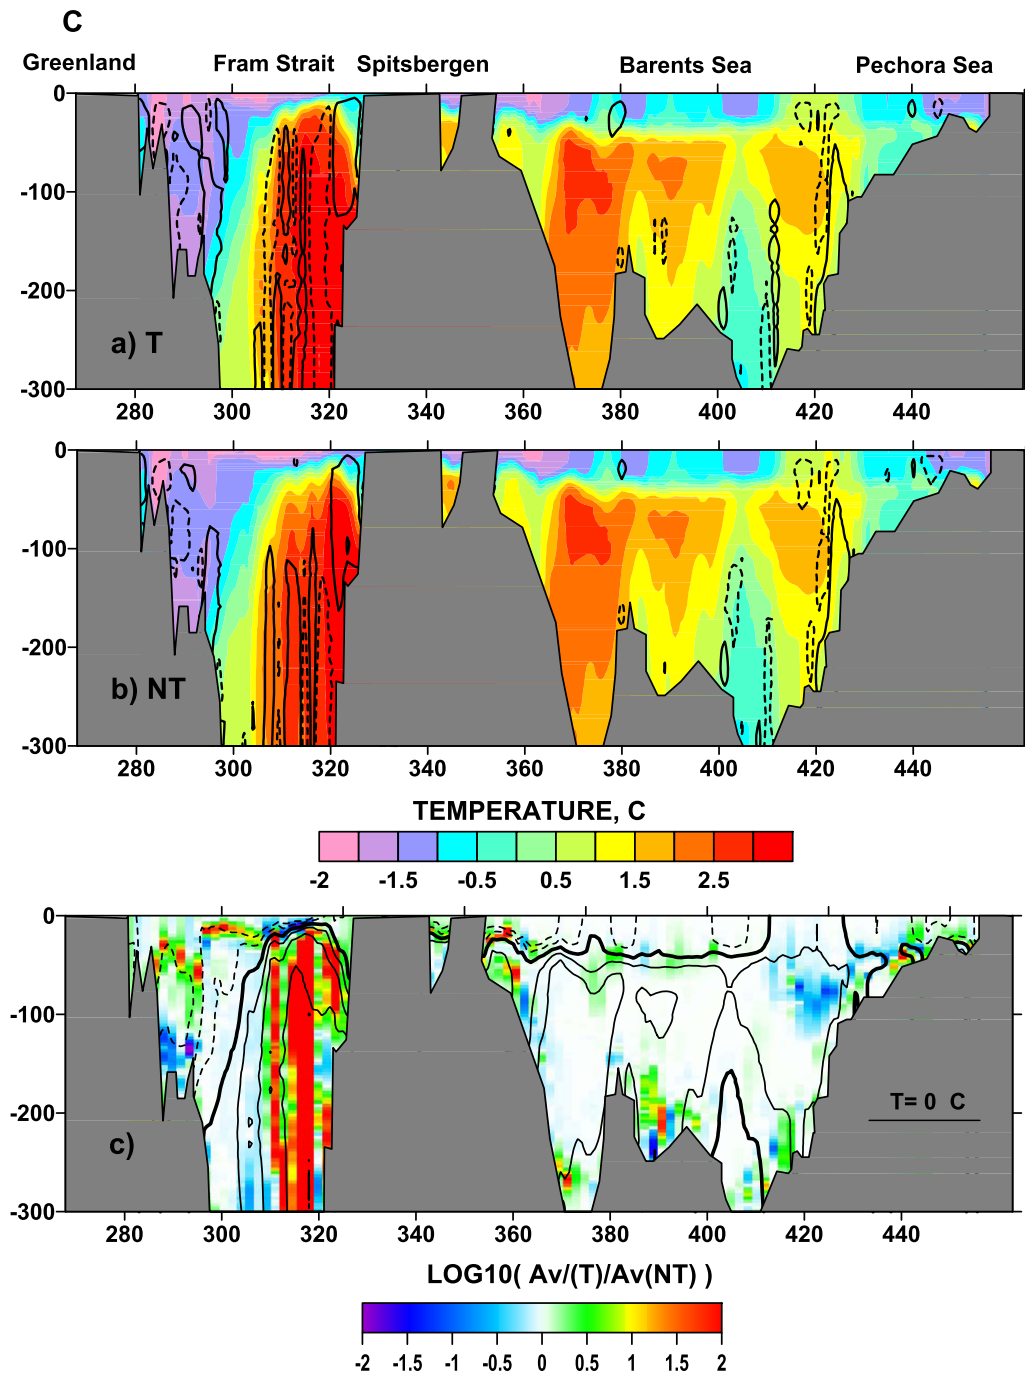 C
Greenland Fram Strait Spitsbergen Barents Sea Pechora Sea
0
-100
-200
-300
a) T
280 300 320 340 360 380 400 420 440
0
-100
-200
-300
b) NT
280 300 320 340 360 380 400 420 440
TEMPERATURE, C
-2 -1.5 -0.5 0.5 1.5 2.5
0
-100
-200
-300
T= 0 C
c)
280 300 320 340 360 380 400 420 440
LOG10( Av/(T)/Av(NT) )
-2 -1.5 -1 -0.5 0 0.5 1 1.5 2